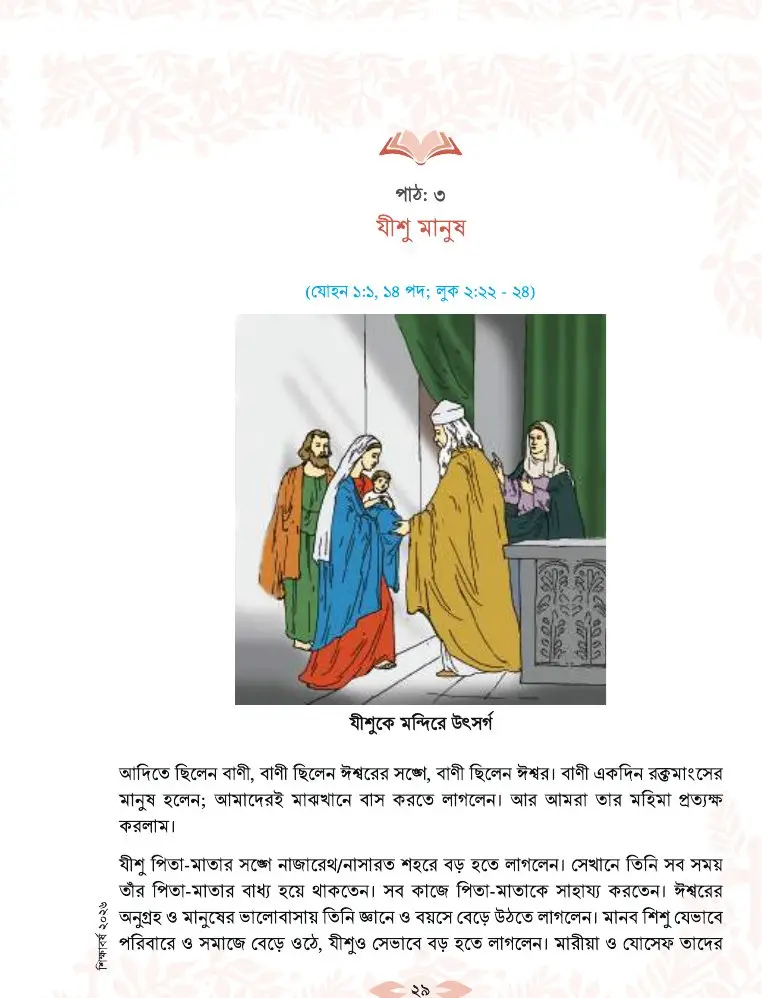 পাঠ: ৩
যীশু মানুষ
(যোহন ১:১, ১৪ পদ; লুক ২:২২ - ২৪)
যীশুকে মন্দিরে উৎসর্গ
আদিতে ছিলেন বাণী, বাণী ছিলেন ঈশ্বরের সঙ্গে, বাণী ছিলেন ঈশ্বর। বাণী একদিন রক্তমাংসের
মানুষ হলেন; আমাদেরই মাঝখানে বাস করতে লাগলেন। আর আমরা তার মহিমা প্রত্যক্ষ
করলাম।
যীশু পিতা-মাতার সঙ্গে নাজারেথ/নাসারত শহরে বড় হতে লাগলেন। সেখানে তিনি সব সময়
তাঁর পিতা-মাতার বাধ্য হয়ে থাকতেন। সব কাজে পিতা-মাতাকে সাহায্য করতেন। ঈশ্বরের
অনুগ্রহ ও মানুষের ভালোবাসায় তিনি জ্ঞানে ও বয়সে বেড়ে উঠতে লাগলেন। মানব শিশু যেভাবে
পরিবারে ও সমাজে বেড়ে ওঠে, যীশুও সেভাবে বড় হতে লাগলেন। মারীয়া ও যোসেফ তাদের
শিক্ষাবর্ষ ২০২৬
২৯